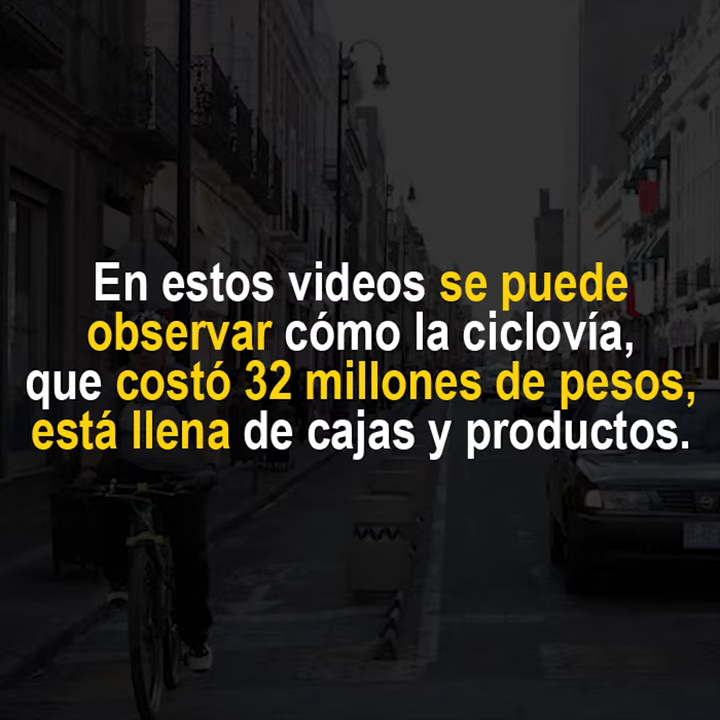 En estos videos se puede
observar cómo la ciclovía,
que costó 32 millones de pesos,
está llena de cajas y productos.